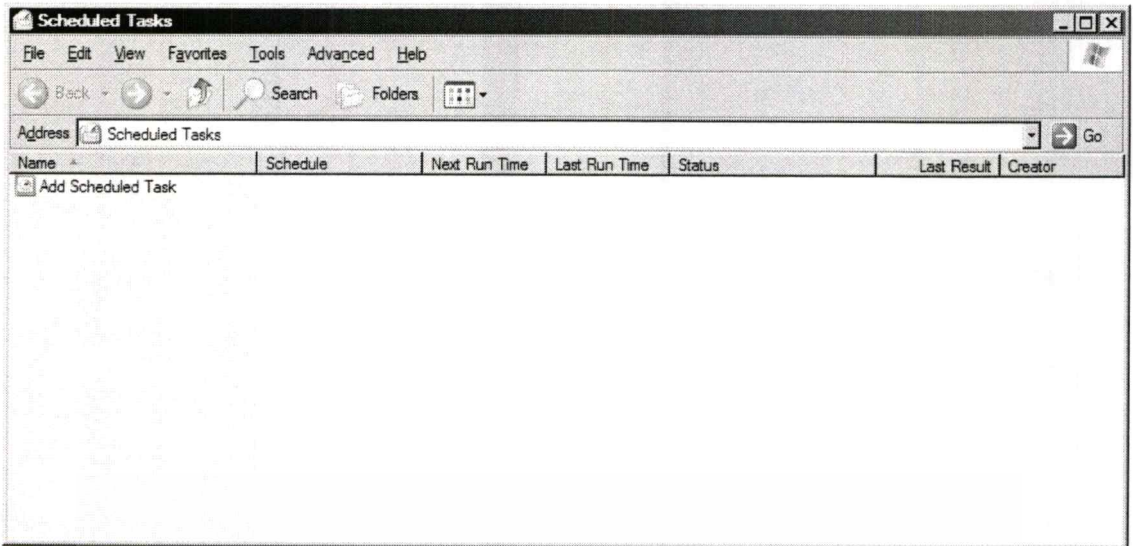 Scheduled Tasks
File Edit View Favorites Tools Advanced Help
Back Search Folders
Address Scheduled Tasks Go
Name Schedule Next Run Time Last Run Time Status Last Result Creator
Add Scheduled Task